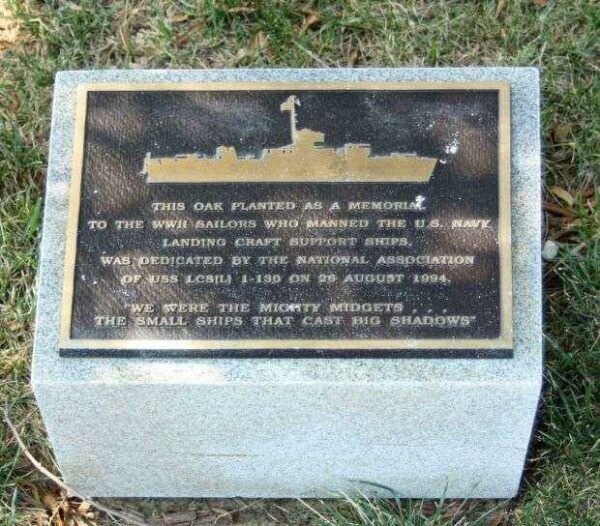 THIS OAK PLANTED AS A MEMORIAL
TO THE WWII SAILORS WHO MANNED THE U.S. NAVY
LANDING CRAFT SUPPORT SHIPS,
WAS DEDICATED BY THE NATIONAL ASSOCIATION
OF USS LCS(L) 1-130 ON 26 AUGUST 1994.
"WE WERE THE MIGHTY MIDGETS . . .
THE SMALL SHIPS THAT CAST BIG SHADOWS"